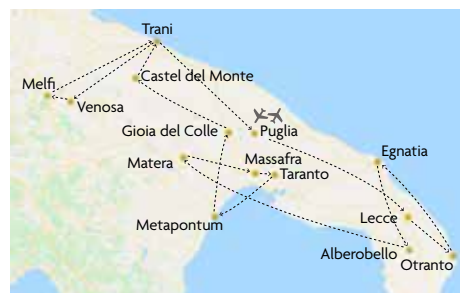 Trani
Castel del Monte
Melfi
Venosa
Gioia del Colle
Puglia
Egnatia
Matera
Massafra
Taranto
Metapontum
Lecce
Alberobello
Otranto